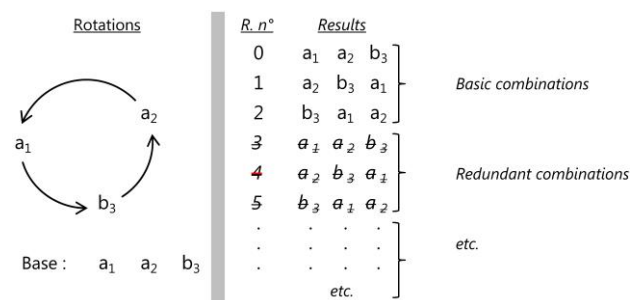 Rotations
a₂
a₁
b₃
Base : a₁ a₂ b₃
R. n° Results
0 a₁ a₂ b₃
1 a₂ b₃ a₁
2 b₃ a₁ a₂
Basic combinations
3 a₁ a₂ b₃
4 a₂ b₃ a₁
5 b₃ a₁ a₂
Redundant combinations
. . . .
. . . .
. . . .
etc.
etc.